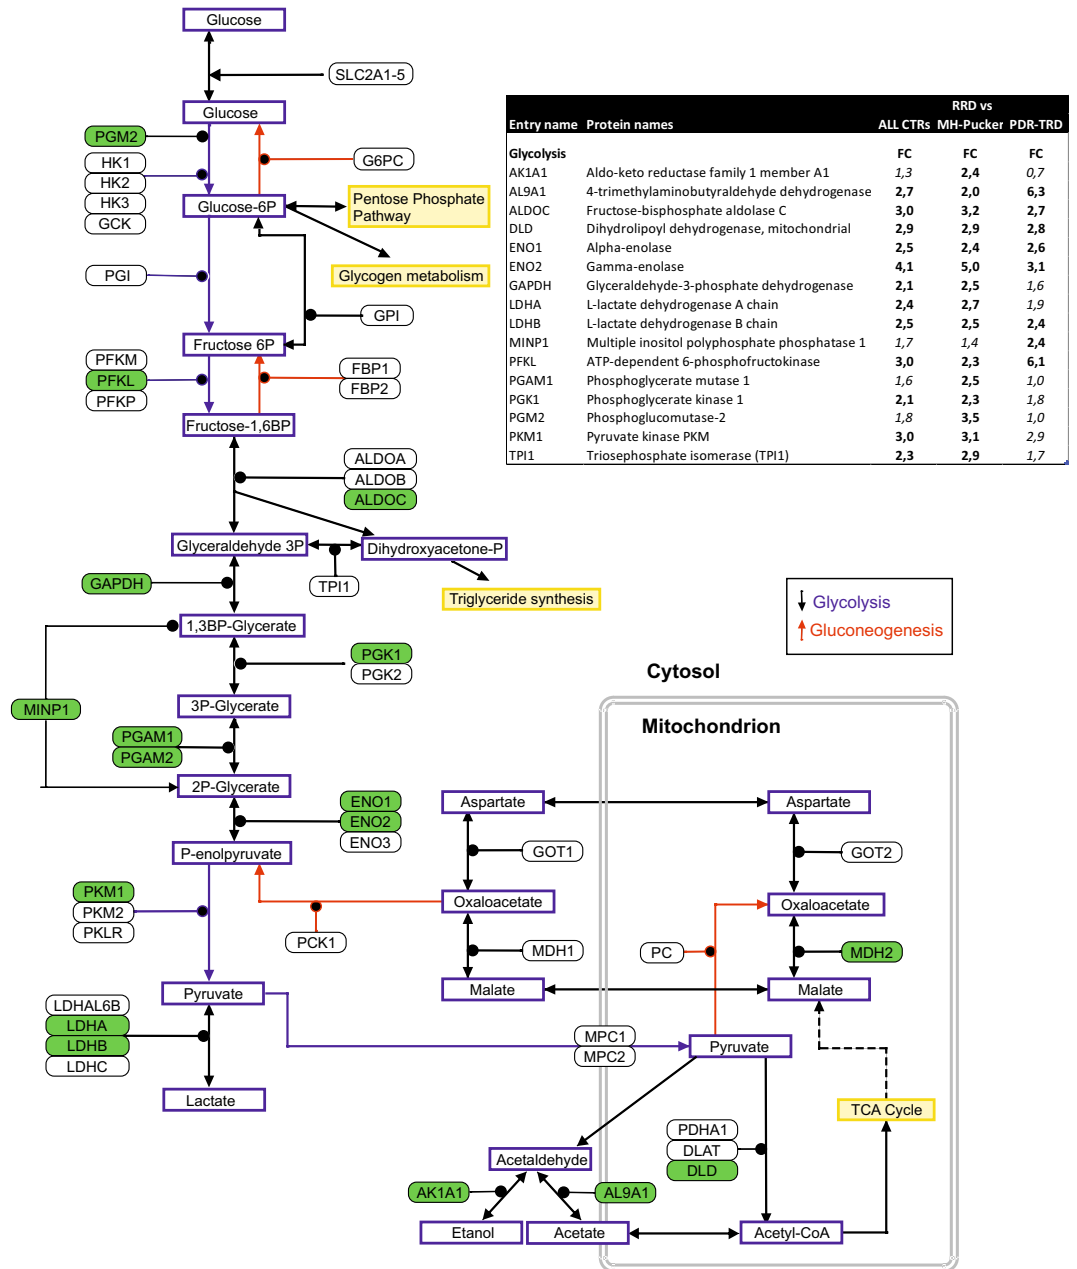 Glucose
SLC2A1-5
Glucose
PGM2
HK1
HK2
HK3
GCK
G6PC
Glucose-6P
Pentose Phosphate
Pathway
Glycogen metabolism
PGI
GPI
Fructose 6P
PFKM
PFKL
PFKP
FBP1
FBP2
Fructose-1,6BP
ALDOA
ALDOB
ALDOC
Glyceraldehyde 3P
Dihydroxyacetone-P
TPI1
Triglyceride synthesis
GAPDH
1,3BP-Glycerate
PGK1
PGK2
MINP1
3P-Glycerate
PGAM1
PGAM2
2P-Glycerate
ENO1
ENO2
ENO3
P-enolpyruvate
PKM1
PKM2
PKLR
PCK1
Pyruvate
LDHAL6B
LDHA
LDHB
LDHC
Lactate
RRD vs
Entry name Protein names ALL CTRs MH-Pucker PDR-TRD
Glycolysis FC FC FC
AK1A1 Aldo-keto reductase family 1 member A1 1,3 2,4 0,7
AL9A1 4-trimethylaminobutyraldehyde dehydrogenase 2,7 2,0 6,3
ALDOC Fructose-bisphosphate aldolase C 3,0 3,2 2,7
DLD Dihydrolipoyl dehydrogenase, mitochondrial 2,9 2,9 2,8
ENO1 Alpha-enolase 2,5 2,4 2,6
ENO2 Gamma-enolase 4,1 5,0 3,1
GAPDH Glyceraldehyde-3-phosphate dehydrogenase 2,1 2,5 1,6
LDHA L-lactate dehydrogenase A chain 2,4 2,7 1,9
LDHB L-lactate dehydrogenase B chain 2,5 2,5 2,4
MINP1 Multiple inositol polyphosphate phosphatase 1 1,7 1,4 2,4
PFKL ATP-dependent 6-phosphofructokinase 3,0 2,3 6,1
PGAM1 Phosphoglycerate mutase 1 1,6 2,5 1,0
PGK1 Phosphoglycerate kinase 1 2,1 2,3 1,8
PGM2 Phosphoglucomutase-2 1,8 3,5 1,0
PKM1 Pyruvate kinase PKM 3,0 3,1 2,9
TPI1 Triosephosphate isomerase (TPI1) 2,3 2,9 1,7
Glycolysis
Gluconeogenesis
Cytosol
Mitochondrion
Aspartate
Aspartate
GOT1
GOT2
Oxaloacetate
Oxaloacetate
MDH1
PC
MDH2
Malate
Malate
MPC1
MPC2
Pyruvate
TCA Cycle
PDHA1
DLAT
DLD
Acetaldehyde
AK1A1
AL9A1
Etanol
Acetate
Acetyl-CoA